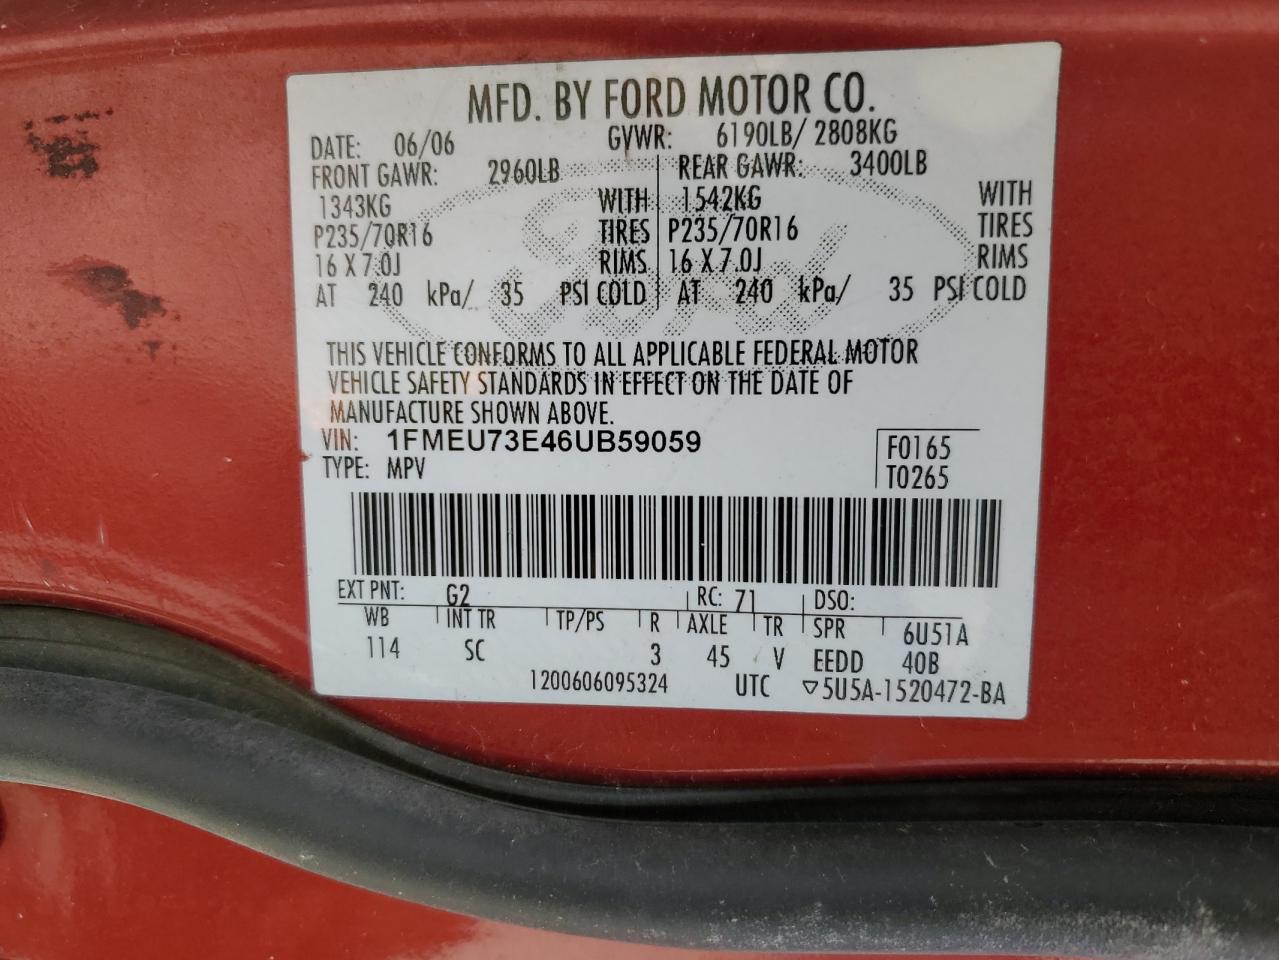 MFD. BY FORD MOTOR CO.
DATE: 06/06 GVWR: 6190LB/ 2808KG
FRONT GAWR: 2960LB REAR GAWR: 3400LB
1343KG WITH 1542KG WITH
P235/70R16 TIRES P235/70R16 TIRES
16 X 7.0J RIMS 16 X 7.0J RIMS
AT 240 kPa/ 35 PSI COLD AT 240 kPa/ 35 PSI COLD
Ford
THIS VEHICLE CONFORMS TO ALL APPLICABLE FEDERAL MOTOR
VEHICLE SAFETY STANDARDS IN EFFECT ON THE DATE OF
MANUFACTURE SHOWN ABOVE.
VIN: 1FMEU73E46UB59059 F0165
TYPE: MPV T0265
EXT PNT: G2 RC: 71 DSO:
WB INT TR TP/PS R AXLE TR SPR 6U51A
114 SC 3 45 V EEDD 40B
1200606095324 UTC ▽5U5A-1520472-BA